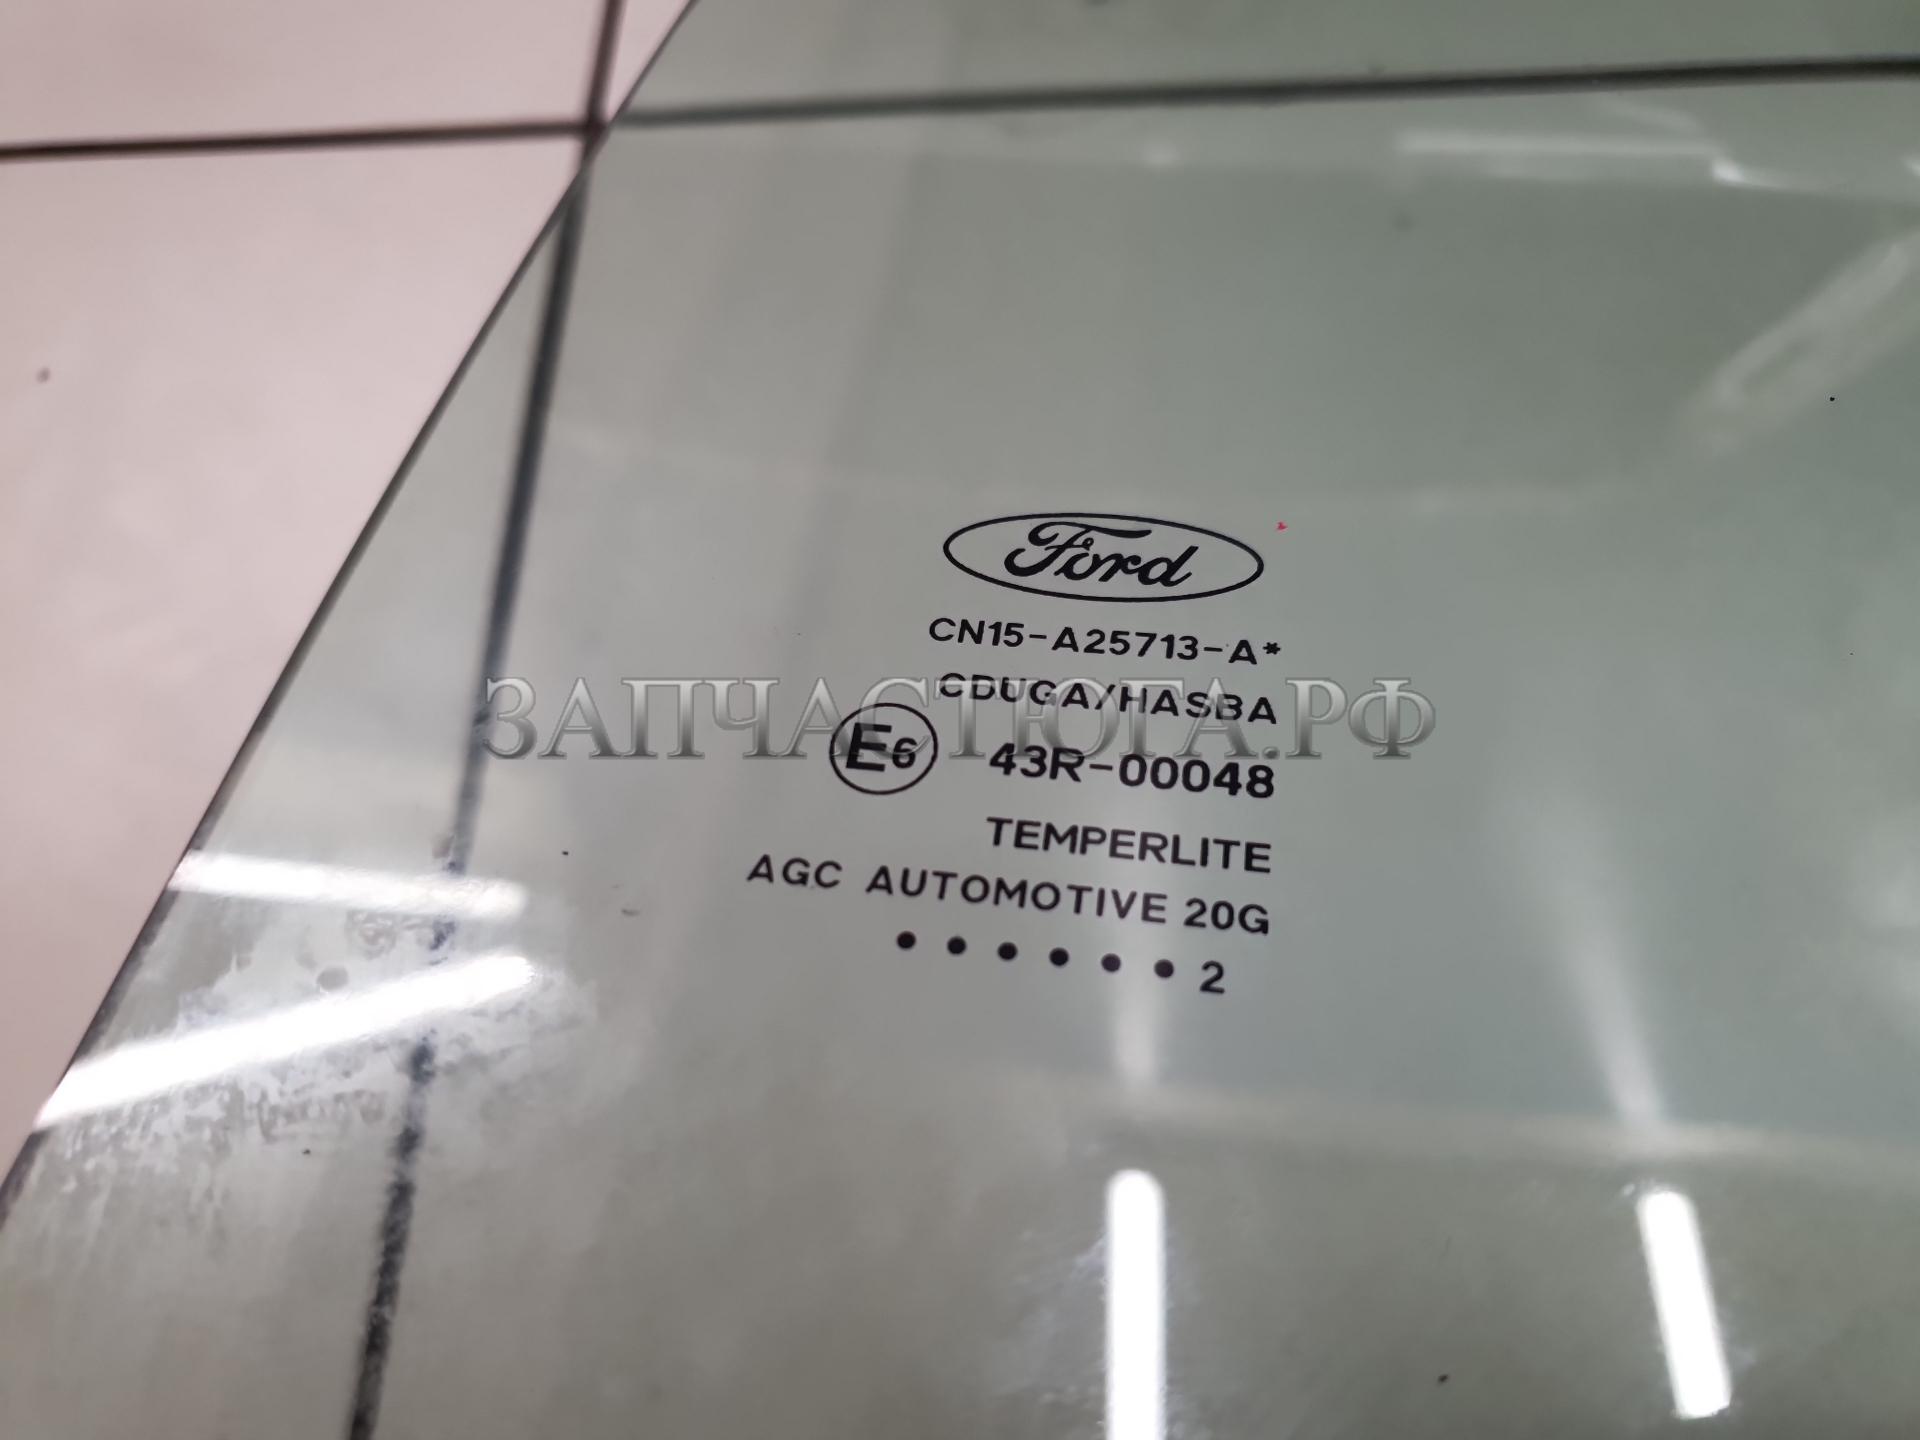 Ford
CN15-A25713-A*
CDUGA/HASBA
ЗАПЧАСТЮГА.РФ
E6 43R-00048
TEMPERLITE
AGC AUTOMOTIVE 20G
• • • • • • 2